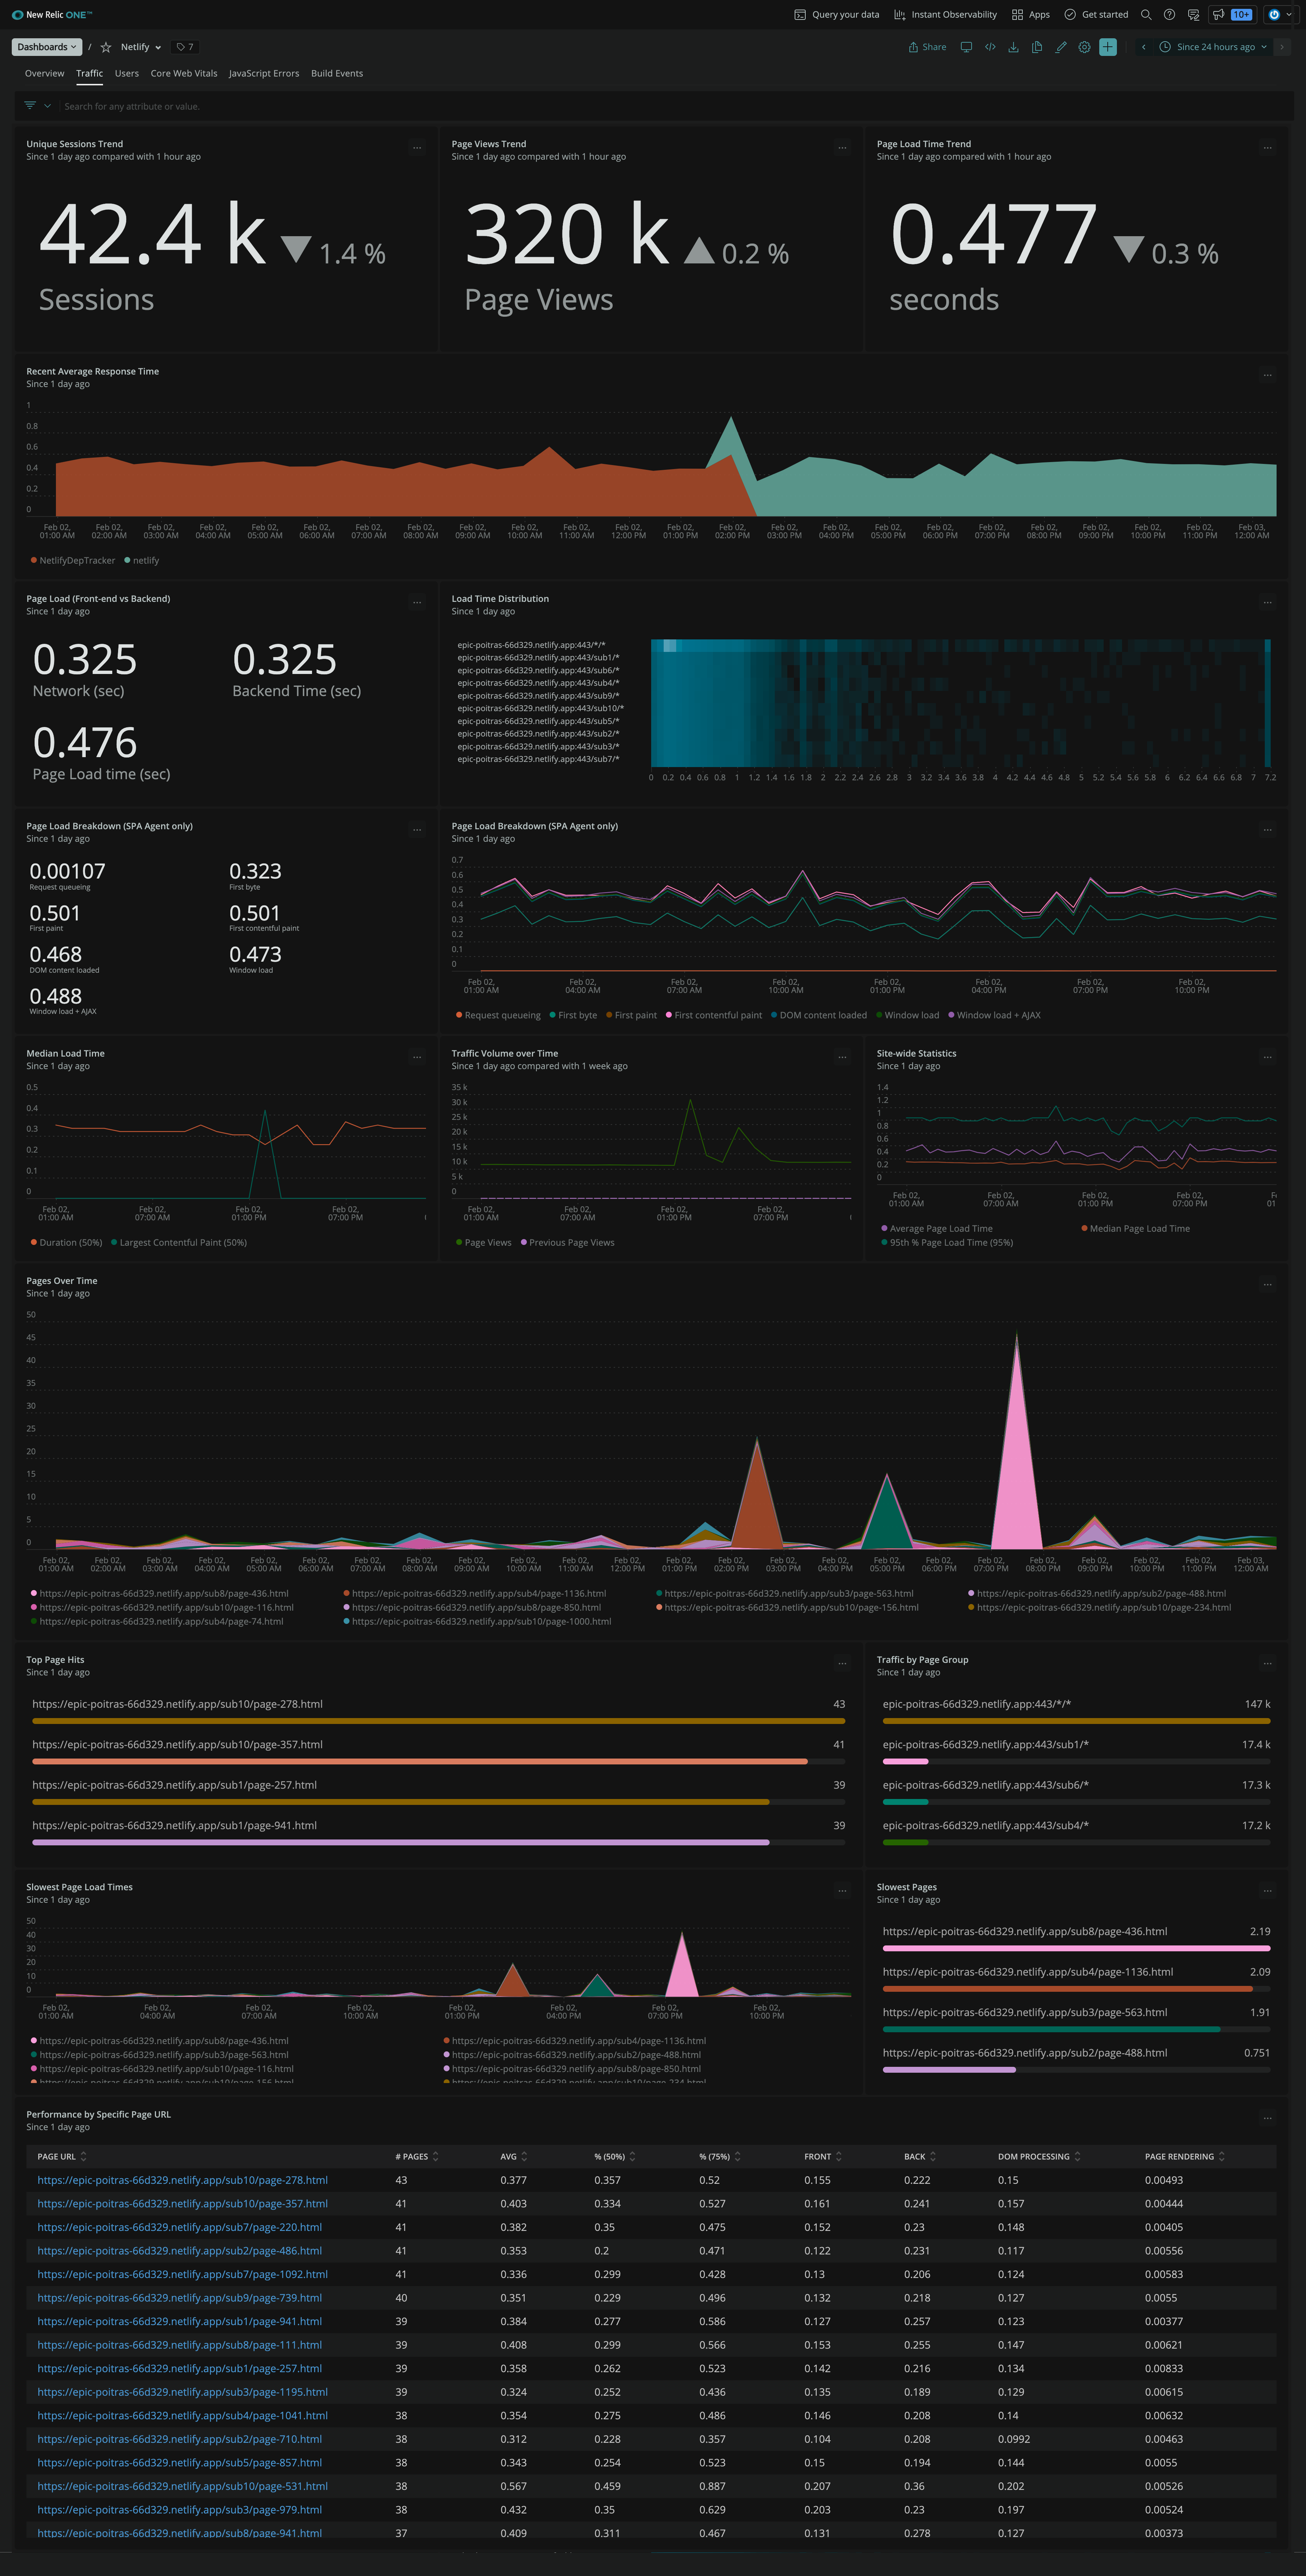 New Relic ONE™
Query your data
Instant Observability
Apps
Get started
10+
Dashboards / Netlify 7
Share
Since 24 hours ago
Overview Traffic Users Core Web Vitals JavaScript Errors Build Events
Search for any attribute or value.
Unique Sessions Trend
Since 1 day ago compared with 1 hour ago
42.4 k 1.4 %
Sessions
Page Views Trend
Since 1 day ago compared with 1 hour ago
320 k 0.2 %
Page Views
Page Load Time Trend
Since 1 day ago compared with 1 hour ago
0.477 0.3 %
seconds
Recent Average Response Time
Since 1 day ago
1
0.8
0.6
0.4
0.2
0
Feb 02, 01:00 AM Feb 02, 02:00 AM Feb 02, 03:00 AM Feb 02, 04:00 AM Feb 02, 05:00 AM Feb 02, 06:00 AM Feb 02, 07:00 AM Feb 02, 08:00 AM Feb 02, 09:00 AM Feb 02, 10:00 AM Feb 02, 11:00 AM Feb 02, 12:00 PM Feb 02, 01:00 PM Feb 02, 02:00 PM Feb 02, 03:00 PM Feb 02, 04:00 PM Feb 02, 05:00 PM Feb 02, 06:00 PM Feb 02, 07:00 PM Feb 02, 08:00 PM Feb 02, 09:00 PM Feb 02, 10:00 PM Feb 02, 11:00 PM Feb 03, 12:00 AM
NetlifyDepTracker netlify
Page Load (Front-end vs Backend)
Since 1 day ago
0.325 0.325
Network (sec) Backend Time (sec)
0.476
Page Load time (sec)
Load Time Distribution
Since 1 day ago
epic-poitras-66d329.netlify.app:443/*/*
epic-poitras-66d329.netlify.app:443/sub1/*
epic-poitras-66d329.netlify.app:443/sub6/*
epic-poitras-66d329.netlify.app:443/sub4/*
epic-poitras-66d329.netlify.app:443/sub9/*
epic-poitras-66d329.netlify.app:443/sub10/*
epic-poitras-66d329.netlify.app:443/sub5/*
epic-poitras-66d329.netlify.app:443/sub2/*
epic-poitras-66d329.netlify.app:443/sub3/*
epic-poitras-66d329.netlify.app:443/sub7/*
0 0.2 0.4 0.6 0.8 1 1.2 1.4 1.6 1.8 2 2.2 2.4 2.6 2.8 3 3.2 3.4 3.6 3.8 4 4.2 4.4 4.6 4.8 5 5.2 5.4 5.6 5.8 6 6.2 6.4 6.6 6.8 7 7.2
Page Load Breakdown (SPA Agent only)
Since 1 day ago
0.00107 0.323
Request queueing First byte
0.501 0.501
First paint First contentful paint
0.468 0.473
DOM content loaded Window load
0.488
Window load + AJAX
Page Load Breakdown (SPA Agent only)
Since 1 day ago
0.7
0.6
0.5
0.4
0.3
0.2
0.1
0
Feb 02, 01:00 AM Feb 02, 04:00 AM Feb 02, 07:00 AM Feb 02, 10:00 AM Feb 02, 01:00 PM Feb 02, 04:00 PM Feb 02, 07:00 PM Feb 02, 10:00 PM
Request queueing First byte First paint First contentful paint DOM content loaded Window load Window load + AJAX
Median Load Time
Since 1 day ago
0.5
0.4
0.3
0.2
0.1
0
Feb 02, 01:00 AM Feb 02, 07:00 AM Feb 02, 01:00 PM Feb 02, 07:00 PM
Duration (50%) Largest Contentful Paint (50%)
Traffic Volume over Time
Since 1 day ago compared with 1 week ago
35 k
30 k
25 k
20 k
15 k
10 k
5 k
0
Feb 02, 01:00 AM Feb 02, 07:00 AM Feb 02, 01:00 PM Feb 02, 07:00 PM
Page Views Previous Page Views
Site-wide Statistics
Since 1 day ago
1.4
1.2
1
0.8
0.6
0.4
0.2
0
Feb 02, 01:00 AM Feb 02, 07:00 AM Feb 02, 01:00 PM Feb 02, 07:00 PM
Average Page Load Time Median Page Load Time
95th % Page Load Time (95%)
Pages Over Time
Since 1 day ago
50
45
40
35
30
25
20
15
10
5
0
Feb 02, 01:00 AM Feb 02, 02:00 AM Feb 02, 03:00 AM Feb 02, 04:00 AM Feb 02, 05:00 AM Feb 02, 06:00 AM Feb 02, 07:00 AM Feb 02, 08:00 AM Feb 02, 09:00 AM Feb 02, 10:00 AM Feb 02, 11:00 AM Feb 02, 12:00 PM Feb 02, 01:00 PM Feb 02, 02:00 PM Feb 02, 03:00 PM Feb 02, 04:00 PM Feb 02, 05:00 PM Feb 02, 06:00 PM Feb 02, 07:00 PM Feb 02, 08:00 PM Feb 02, 09:00 PM Feb 02, 10:00 PM Feb 02, 11:00 PM Feb 03, 12:00 AM
https://epic-poitras-66d329.netlify.app/sub8/page-436.html https://epic-poitras-66d329.netlify.app/sub4/page-1136.html https://epic-poitras-66d329.netlify.app/sub3/page-563.html https://epic-poitras-66d329.netlify.app/sub2/page-488.html
https://epic-poitras-66d329.netlify.app/sub10/page-116.html https://epic-poitras-66d329.netlify.app/sub8/page-850.html https://epic-poitras-66d329.netlify.app/sub10/page-156.html https://epic-poitras-66d329.netlify.app/sub10/page-234.html
https://epic-poitras-66d329.netlify.app/sub4/page-74.html https://epic-poitras-66d329.netlify.app/sub10/page-1000.html
Top Page Hits
Since 1 day ago
https://epic-poitras-66d329.netlify.app/sub10/page-278.html 43
https://epic-poitras-66d329.netlify.app/sub10/page-357.html 41
https://epic-poitras-66d329.netlify.app/sub1/page-257.html 39
https://epic-poitras-66d329.netlify.app/sub1/page-941.html 39
Traffic by Page Group
Since 1 day ago
epic-poitras-66d329.netlify.app:443/*/* 147 k
epic-poitras-66d329.netlify.app:443/sub1/* 17.4 k
epic-poitras-66d329.netlify.app:443/sub6/* 17.3 k
epic-poitras-66d329.netlify.app:443/sub4/* 17.2 k
Slowest Page Load Times
Since 1 day ago
50
40
30
20
10
0
Feb 02, 01:00 AM Feb 02, 04:00 AM Feb 02, 07:00 AM Feb 02, 10:00 AM Feb 02, 01:00 PM Feb 02, 04:00 PM Feb 02, 07:00 PM Feb 02, 10:00 PM
https://epic-poitras-66d329.netlify.app/sub8/page-436.html https://epic-poitras-66d329.netlify.app/sub4/page-1136.html
https://epic-poitras-66d329.netlify.app/sub3/page-563.html https://epic-poitras-66d329.netlify.app/sub2/page-488.html
https://epic-poitras-66d329.netlify.app/sub10/page-116.html https://epic-poitras-66d329.netlify.app/sub8/page-850.html
https://epic-poitras-66d329.netlify.app/sub10/page-156.html https://epic-poitras-66d329.netlify.app/sub10/page-234.html
Slowest Pages
Since 1 day ago
https://epic-poitras-66d329.netlify.app/sub8/page-436.html 2.19
https://epic-poitras-66d329.netlify.app/sub4/page-1136.html 2.09
https://epic-poitras-66d329.netlify.app/sub3/page-563.html 1.91
https://epic-poitras-66d329.netlify.app/sub2/page-488.html 0.751
Performance by Specific Page URL
Since 1 day ago
PAGE URL # PAGES AVG % (50%) % (75%) FRONT BACK DOM PROCESSING PAGE RENDERING
https://epic-poitras-66d329.netlify.app/sub10/page-278.html 43 0.377 0.357 0.52 0.155 0.222 0.15 0.00493
https://epic-poitras-66d329.netlify.app/sub10/page-357.html 41 0.403 0.334 0.527 0.161 0.241 0.157 0.00444
https://epic-poitras-66d329.netlify.app/sub7/page-220.html 41 0.382 0.35 0.475 0.152 0.23 0.148 0.00405
https://epic-poitras-66d329.netlify.app/sub2/page-486.html 41 0.353 0.2 0.471 0.122 0.231 0.117 0.00556
https://epic-poitras-66d329.netlify.app/sub7/page-1092.html 41 0.336 0.299 0.428 0.13 0.206 0.124 0.00583
https://epic-poitras-66d329.netlify.app/sub9/page-739.html 40 0.351 0.229 0.496 0.132 0.218 0.127 0.0055
https://epic-poitras-66d329.netlify.app/sub1/page-941.html 39 0.384 0.277 0.586 0.127 0.257 0.123 0.00377
https://epic-poitras-66d329.netlify.app/sub8/page-111.html 39 0.408 0.299 0.566 0.153 0.255 0.147 0.00621
https://epic-poitras-66d329.netlify.app/sub1/page-257.html 39 0.358 0.262 0.523 0.142 0.216 0.134 0.00833
https://epic-poitras-66d329.netlify.app/sub3/page-1195.html 39 0.324 0.252 0.436 0.135 0.189 0.129 0.00615
https://epic-poitras-66d329.netlify.app/sub4/page-1041.html 38 0.354 0.275 0.486 0.146 0.208 0.14 0.00632
https://epic-poitras-66d329.netlify.app/sub2/page-710.html 38 0.312 0.228 0.357 0.104 0.208 0.0992 0.00463
https://epic-poitras-66d329.netlify.app/sub5/page-857.html 38 0.343 0.254 0.523 0.15 0.194 0.144 0.0055
https://epic-poitras-66d329.netlify.app/sub10/page-531.html 38 0.567 0.459 0.887 0.207 0.36 0.202 0.00526
https://epic-poitras-66d329.netlify.app/sub3/page-979.html 38 0.432 0.35 0.629 0.203 0.23 0.197 0.00524
https://epic-poitras-66d329.netlify.app/sub8/page-941.html 37 0.409 0.311 0.467 0.131 0.278 0.127 0.00373